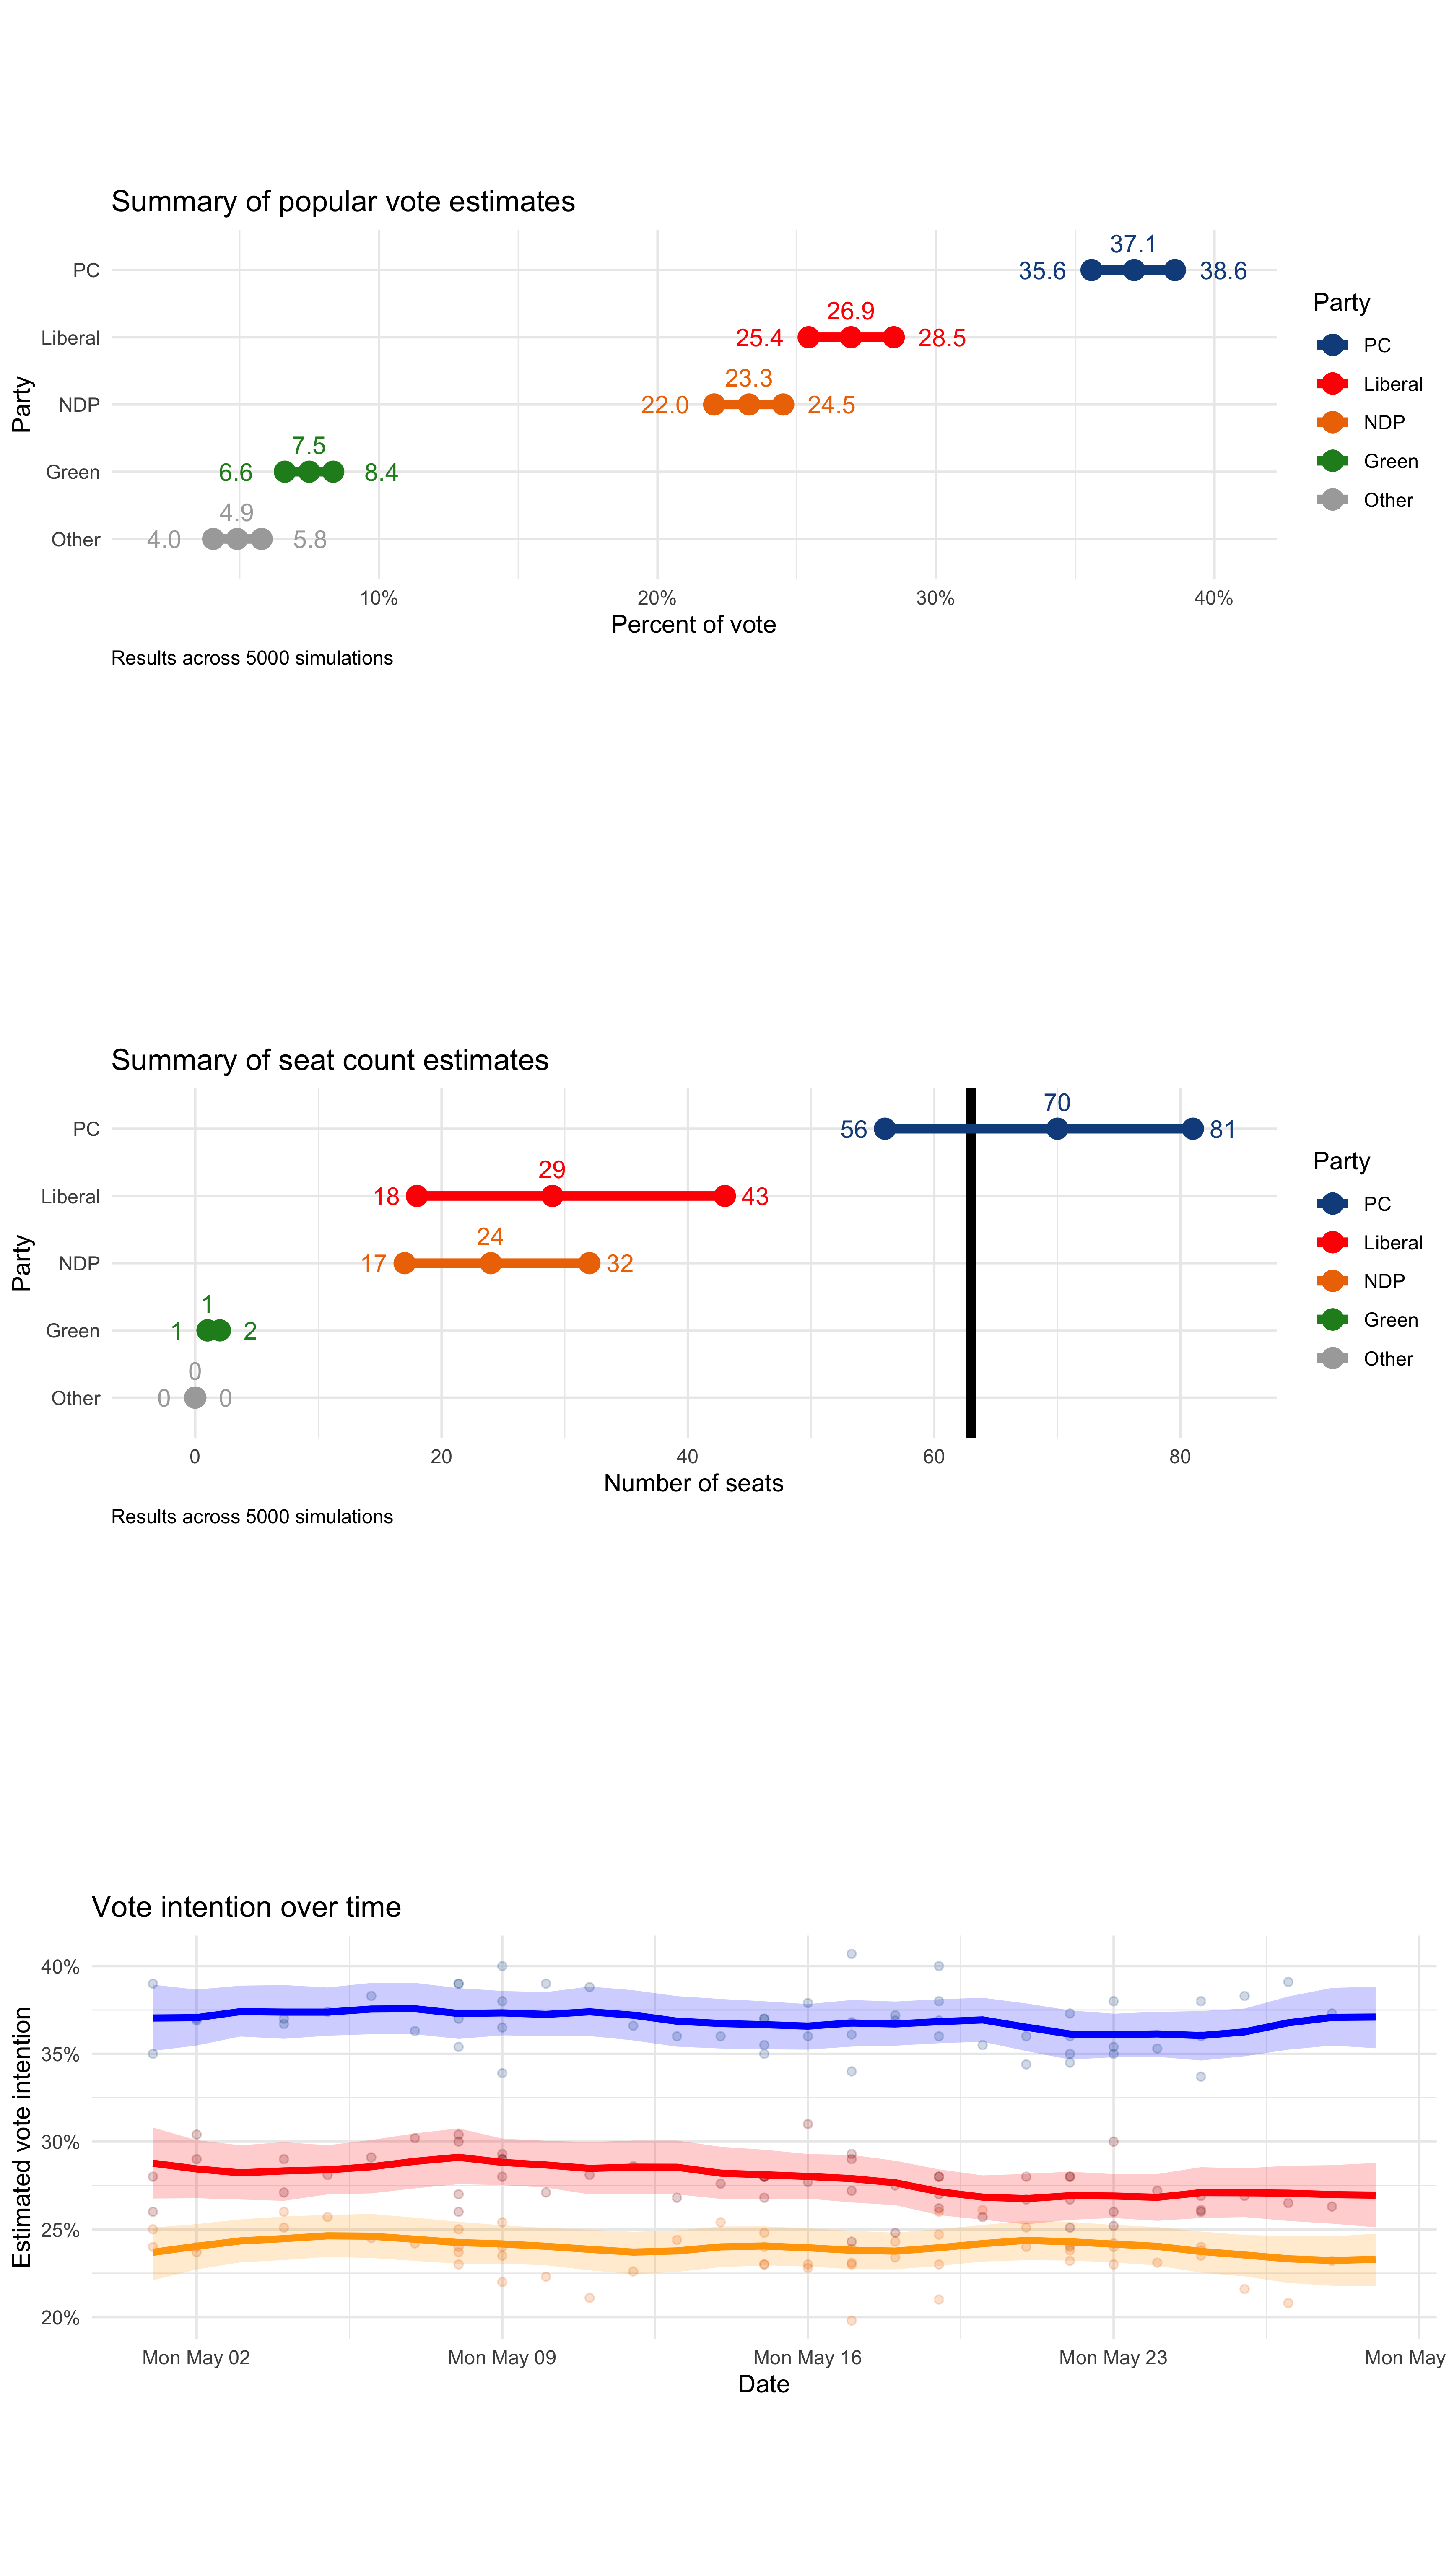 Summary of popular vote estimates
37.1
PC
35.6
38.6
26.9
Liberal
25.4
28.5
23.3
NDP
22.0
24.5
7.5
Green
6.6
8.4
4.9
Other
4.0
5.8
Party
10%
20%
30%
40%
Percent of vote
Results across 5000 simulations
Party
PC
Liberal
NDP
Green
Other
Summary of seat count estimates
70
PC
56
81
29
Liberal
18
43
24
NDP
17
32
1
Green
1
2
0
Other
0
0
Party
0
20
40
60
80
Number of seats
Results across 5000 simulations
Party
PC
Liberal
NDP
Green
Other
Vote intention over time
Estimated vote intention
40%
35%
30%
25%
20%
Mon May 02
Mon May 09
Mon May 16
Mon May 23
Mon May
Date